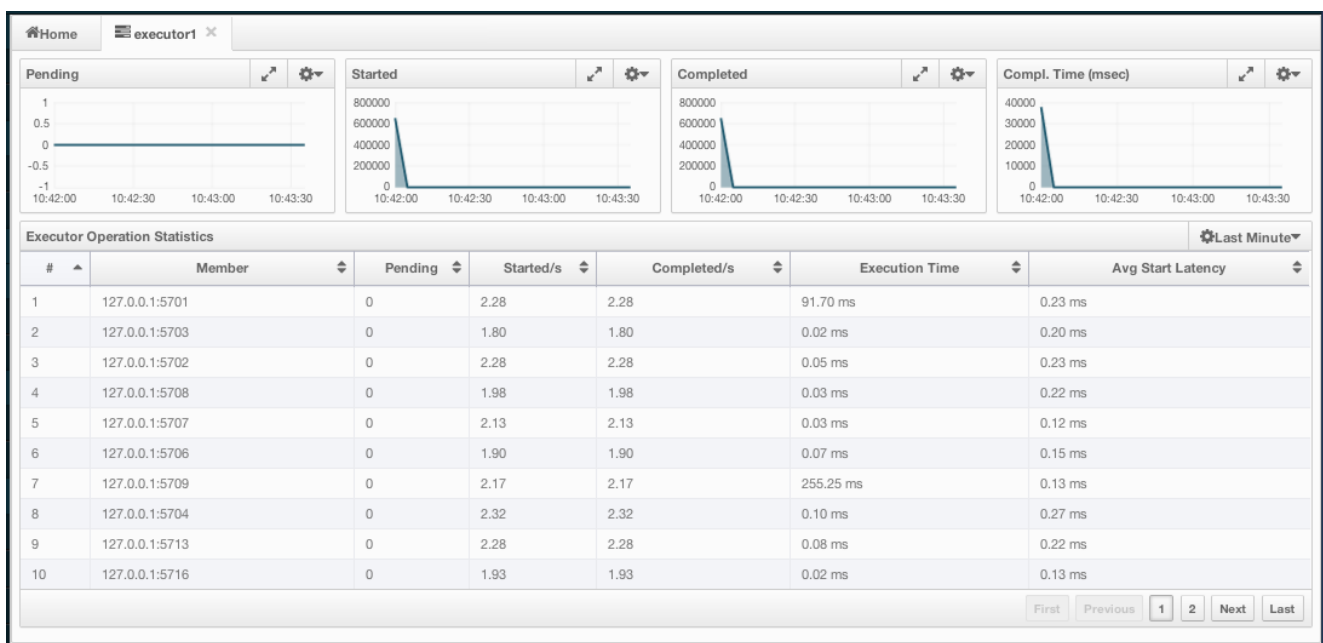 Home executor1
Pending Started Completed Compl. Time (msec)
1
0.5
0
-0.5
-1
10:42:00 10:42:30 10:43:00 10:43:30
800000
600000
400000
200000
0
10:42:00 10:42:30 10:43:00 10:43:30
800000
600000
400000
200000
0
10:42:00 10:42:30 10:43:00 10:43:30
40000
30000
20000
10000
0
10:42:00 10:42:30 10:43:00 10:43:30
Executor Operation Statistics Last Minute
# Member Pending Started/s Completed/s Execution Time Avg Start Latency
1 127.0.0.1:5701 0 2.28 2.28 91.70 ms 0.23 ms
2 127.0.0.1:5703 0 1.80 1.80 0.02 ms 0.20 ms
3 127.0.0.1:5702 0 2.28 2.28 0.05 ms 0.23 ms
4 127.0.0.1:5708 0 1.98 1.98 0.03 ms 0.22 ms
5 127.0.0.1:5707 0 2.13 2.13 0.03 ms 0.12 ms
6 127.0.0.1:5706 0 1.90 1.90 0.07 ms 0.15 ms
7 127.0.0.1:5709 0 2.17 2.17 255.25 ms 0.13 ms
8 127.0.0.1:5704 0 2.32 2.32 0.10 ms 0.27 ms
9 127.0.0.1:5713 0 2.28 2.28 0.08 ms 0.22 ms
10 127.0.0.1:5716 0 1.93 1.93 0.02 ms 0.13 ms
First Previous 1 2 Next Last